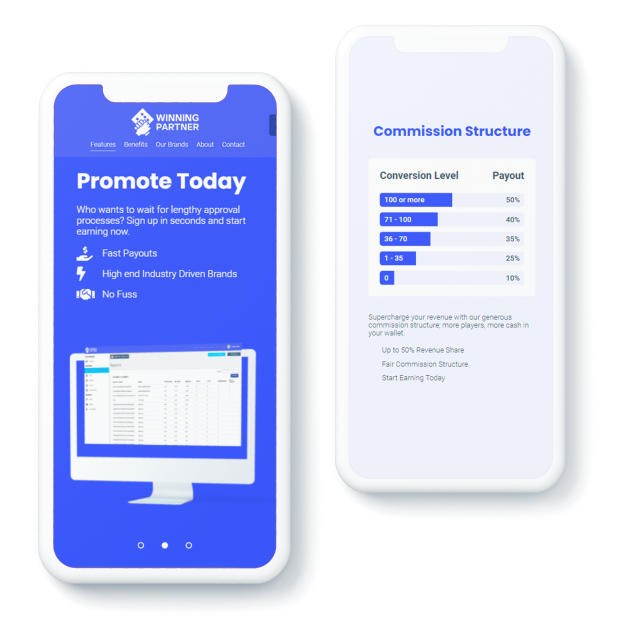 WINNING
PARTNER
Features Benefits Our Brands About Contact
Promote Today
Who wants to wait for lengthy approval
processes? Sign up in seconds and start
earning now.
Fast Payouts
High end Industry Driven Brands
No Fuss
Commission Structure
Conversion Level Payout
100 or more 50%
71 - 100 40%
36 - 70 35%
1 - 35 25%
0 10%
Supercharge your revenue with our generous
commission structure; more players, more cash in
your wallet.
Up to 50% Revenue Share
Fair Commission Structure
Start Earning Today